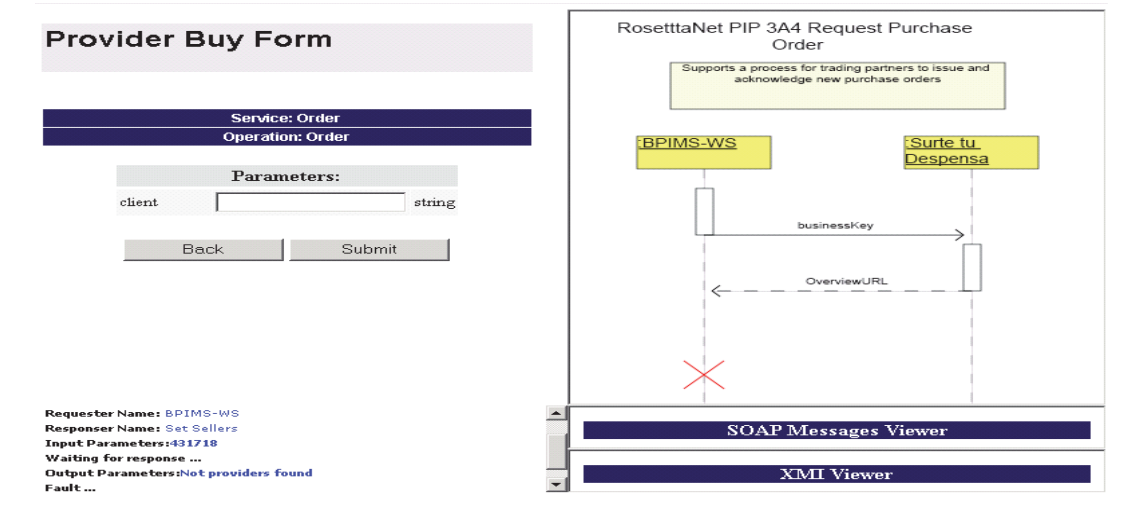 Provider Buy Form
Service: Order
Operation: Order
Parameters:
client string
Back Submit
Requester Name: BPIMS-WS
Responser Name: Set Sellers
Input Parameters:431718
Waiting for response ...
Output Parameters:Not providers found
Fault ...
RosetttaNet PIP 3A4 Request Purchase
Order
Supports a process for trading partners to issue and
acknowledge new purchase orders
:BPIMS-WS
:Surte tu
Despensa
businessKey
OverviewURL
SOAP Messages Viewer
XMI Viewer